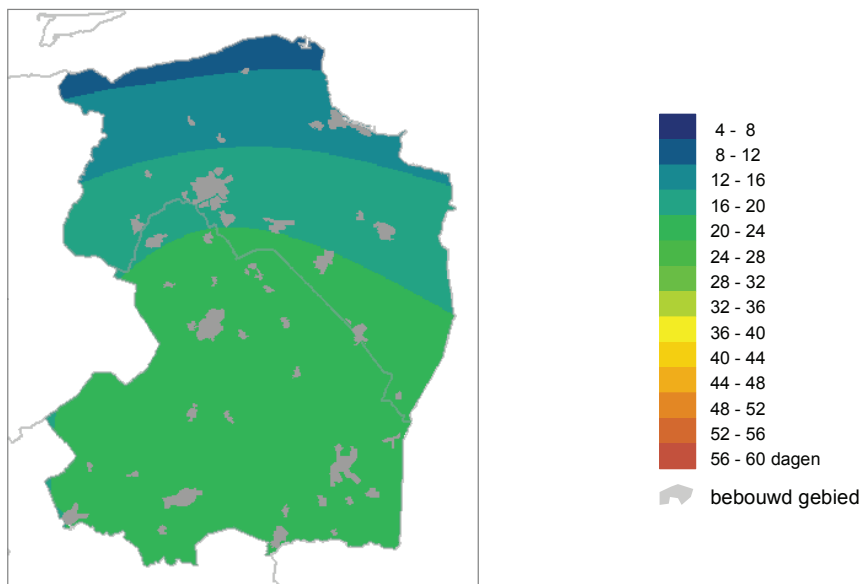 4 - 8
8 - 12
12 - 16
16 - 20
20 - 24
24 - 28
28 - 32
32 - 36
36 - 40
40 - 44
44 - 48
48 - 52
52 - 56
56 - 60 dagen
bebouwd gebied